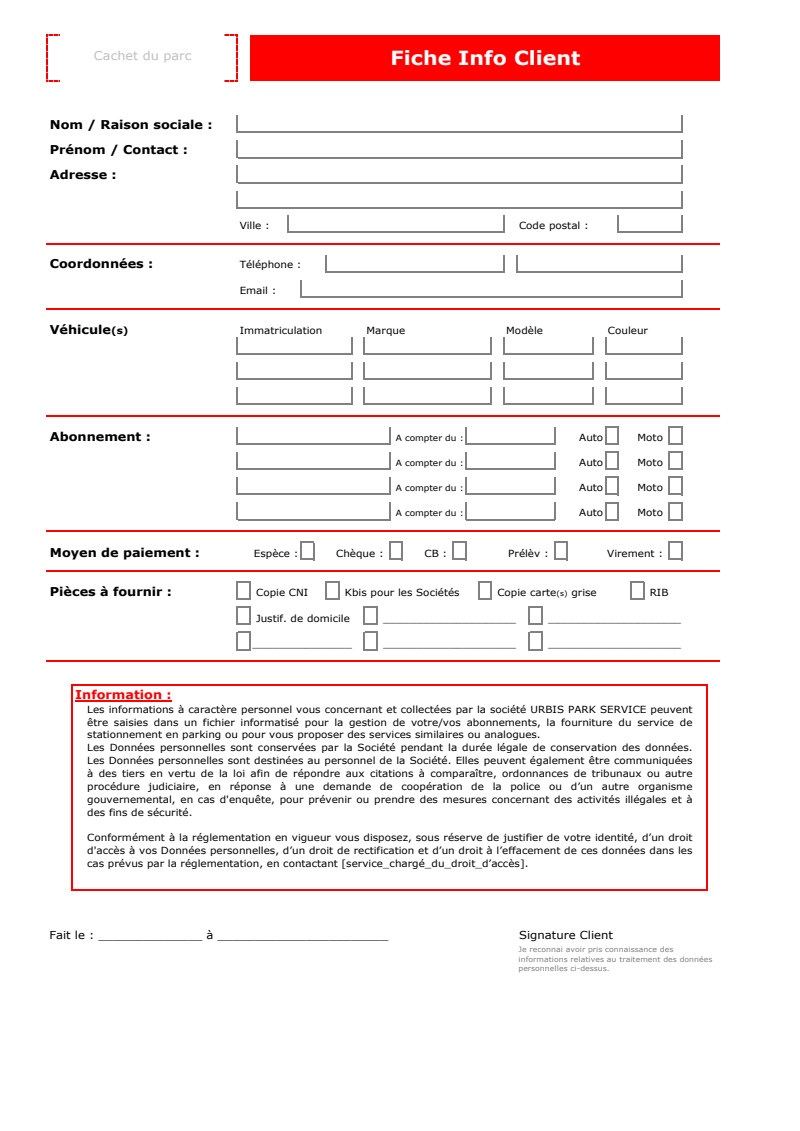 Cachet du parc
Fiche Info Client
Nom / Raison sociale :
Prénom / Contact :
Adresse :
Ville : Code postal :
Coordonnées : Téléphone :
Email :
Véhicule(s) Immatriculation Marque Modèle Couleur
Abonnement : A compter du : Auto Moto
A compter du : Auto Moto
A compter du : Auto Moto
A compter du : Auto Moto
Moyen de paiement : Espèce : Chèque : CB : Prélèv : Virement :
Pièces à fournir : Copie CNI Kbis pour les Sociétés Copie carte(s) grise RIB
Justif. de domicile ______________________ ______________________
________________ ______________________ ______________________
Information :
Les informations à caractère personnel vous concernant et collectées par la société URBIS PARK SERVICE peuvent
être saisies dans un fichier informatisé pour la gestion de votre/vos abonnements, la fourniture du service de
stationnement en parking ou pour vous proposer des services similaires ou analogues.
Les Données personnelles sont conservées par la Société pendant la durée légale de conservation des données.
Les Données personnelles sont destinées au personnel de la Société. Elles peuvent également être communiquées
à des tiers en vertu de la loi afin de répondre aux citations à comparaître, ordonnances de tribunaux ou autre
procédure judiciaire, en réponse à une demande de coopération de la police ou d’un autre organisme
gouvernemental, en cas d'enquête, pour prévenir ou prendre des mesures concernant des activités illégales et à
des fins de sécurité.
Conformément à la réglementation en vigueur vous disposez, sous réserve de justifier de votre identité, d’un droit
d'accès à vos Données personnelles, d’un droit de rectification et d’un droit à l’effacement de ces données dans les
cas prévus par la réglementation, en contactant [service_chargé_du_droit_d’accès].
Fait le : ______________ à _______________________ Signature Client
Je reconnai avoir pris connaissance des
informations relatives au traitement des données
personnelles ci-dessus.